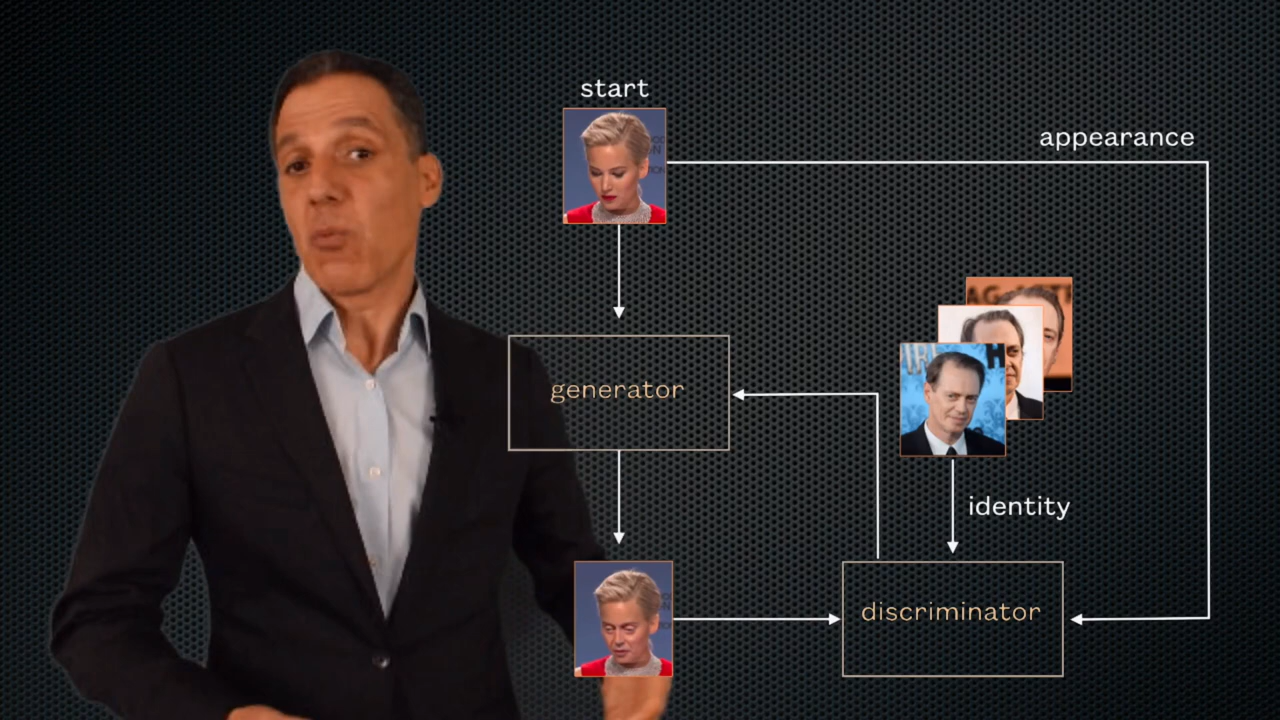 start
appearance
generator
identity
discriminator